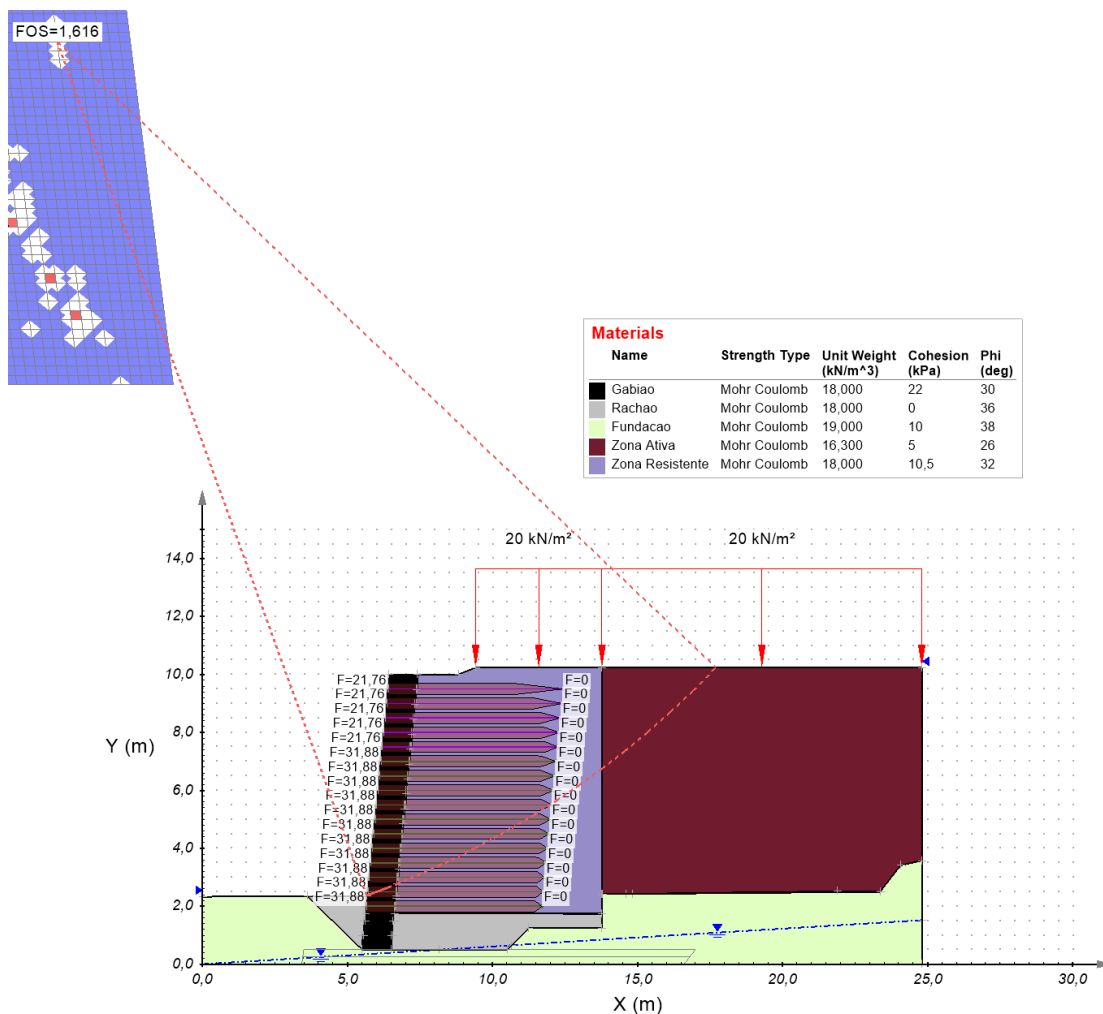 FOS=1,616
Materials
Name Strength Type Unit Weight (kN/m^3) Cohesion (kPa) Phi (deg)
Gabiao Mohr Coulomb 18,000 22 30
Rachao Mohr Coulomb 18,000 0 36
Fundacao Mohr Coulomb 19,000 10 38
Zona Ativa Mohr Coulomb 16,300 5 26
Zona Resistente Mohr Coulomb 18,000 10,5 32
20 kN/m² 20 kN/m²
14,0
12,0
10,0
8,0
6,0
4,0
2,0
0,0
Y (m)
F=21,76 F=0
F=21,76 F=0
F=21,76 F=0
F=21,76 F=0
F=21,76 F=0
F=31,88 F=0
F=31,88 F=0
F=31,88 F=0
F=31,88 F=0
F=31,88 F=0
F=31,88 F=0
F=31,88 F=0
F=31,88 F=0
F=31,88 F=0
F=31,88 F=0
F=31,88 F=0
0,0 5,0 10,0 15,0 20,0 25,0 30,0
X (m)